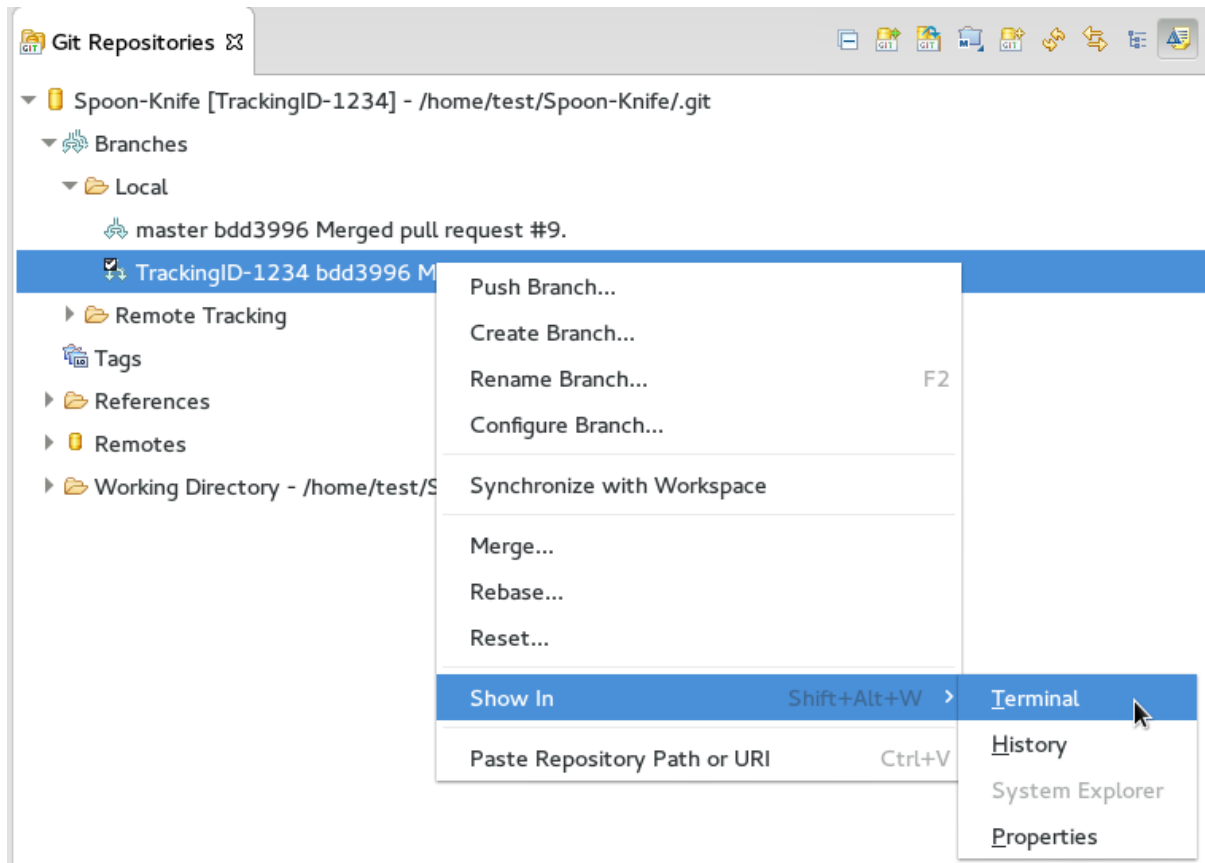 Git Repositories
Spoon-Knife [TrackingID-1234] - /home/test/Spoon-Knife/.git
Branches
Local
master bdd3996 Merged pull request #9.
TrackingID-1234 bdd3996 M
Remote Tracking
Tags
References
Remotes
Working Directory - /home/test/S
Push Branch...
Create Branch...
Rename Branch... F2
Configure Branch...
Synchronize with Workspace
Merge...
Rebase...
Reset...
Show In Shift+Alt+W
Paste Repository Path or URI Ctrl+V
Terminal
History
System Explorer
Properties